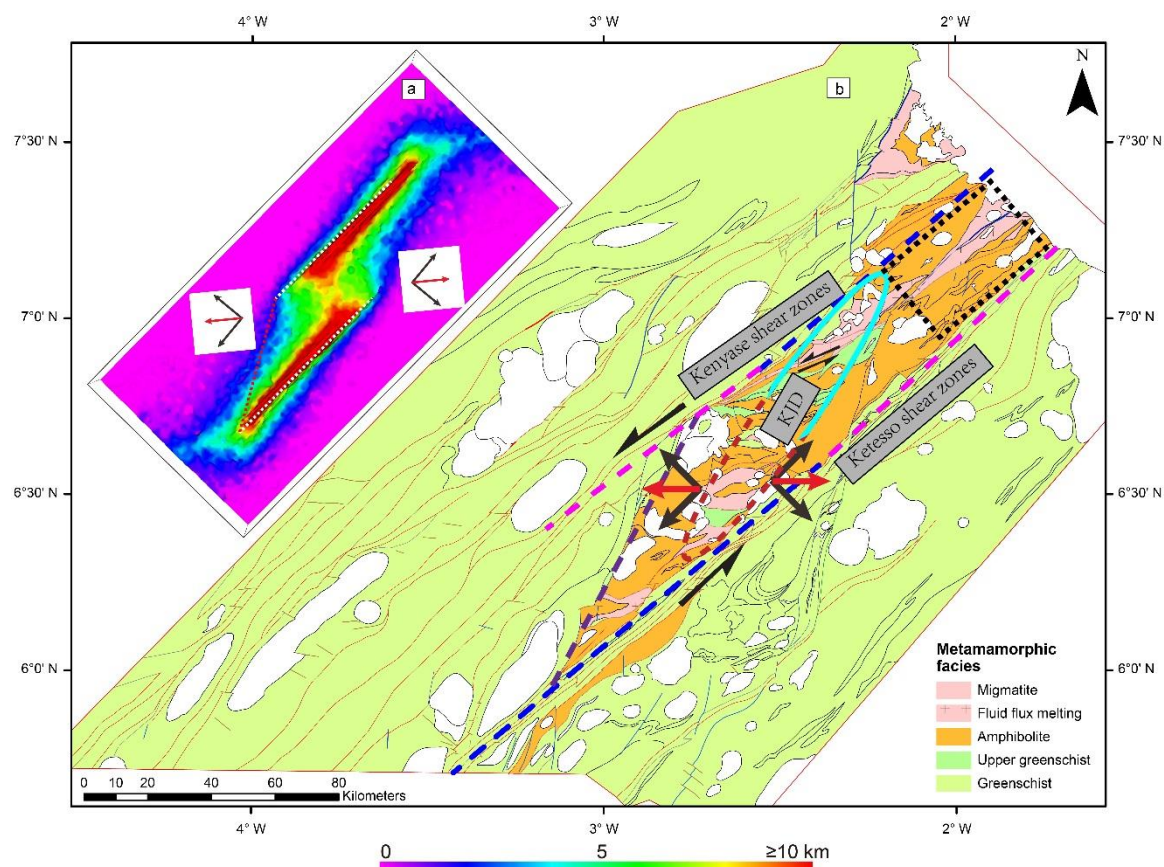 4° W
3° W
2° W
a
b
N
7°30' N
7°30' N
Kenyase shear zones
7°0' N
7°0' N
KJD
Ketesso shear zones
6°30' N
6°30' N
6°0' N
6°0' N
Metamamorphic
facies
Migmatite
Fluid flux melting
Amphibolite
Upper greenschist
Greenschist
0 10 20 40 60 80
Kilometers
4° W
3° W
2° W
0 5 ≥10 km